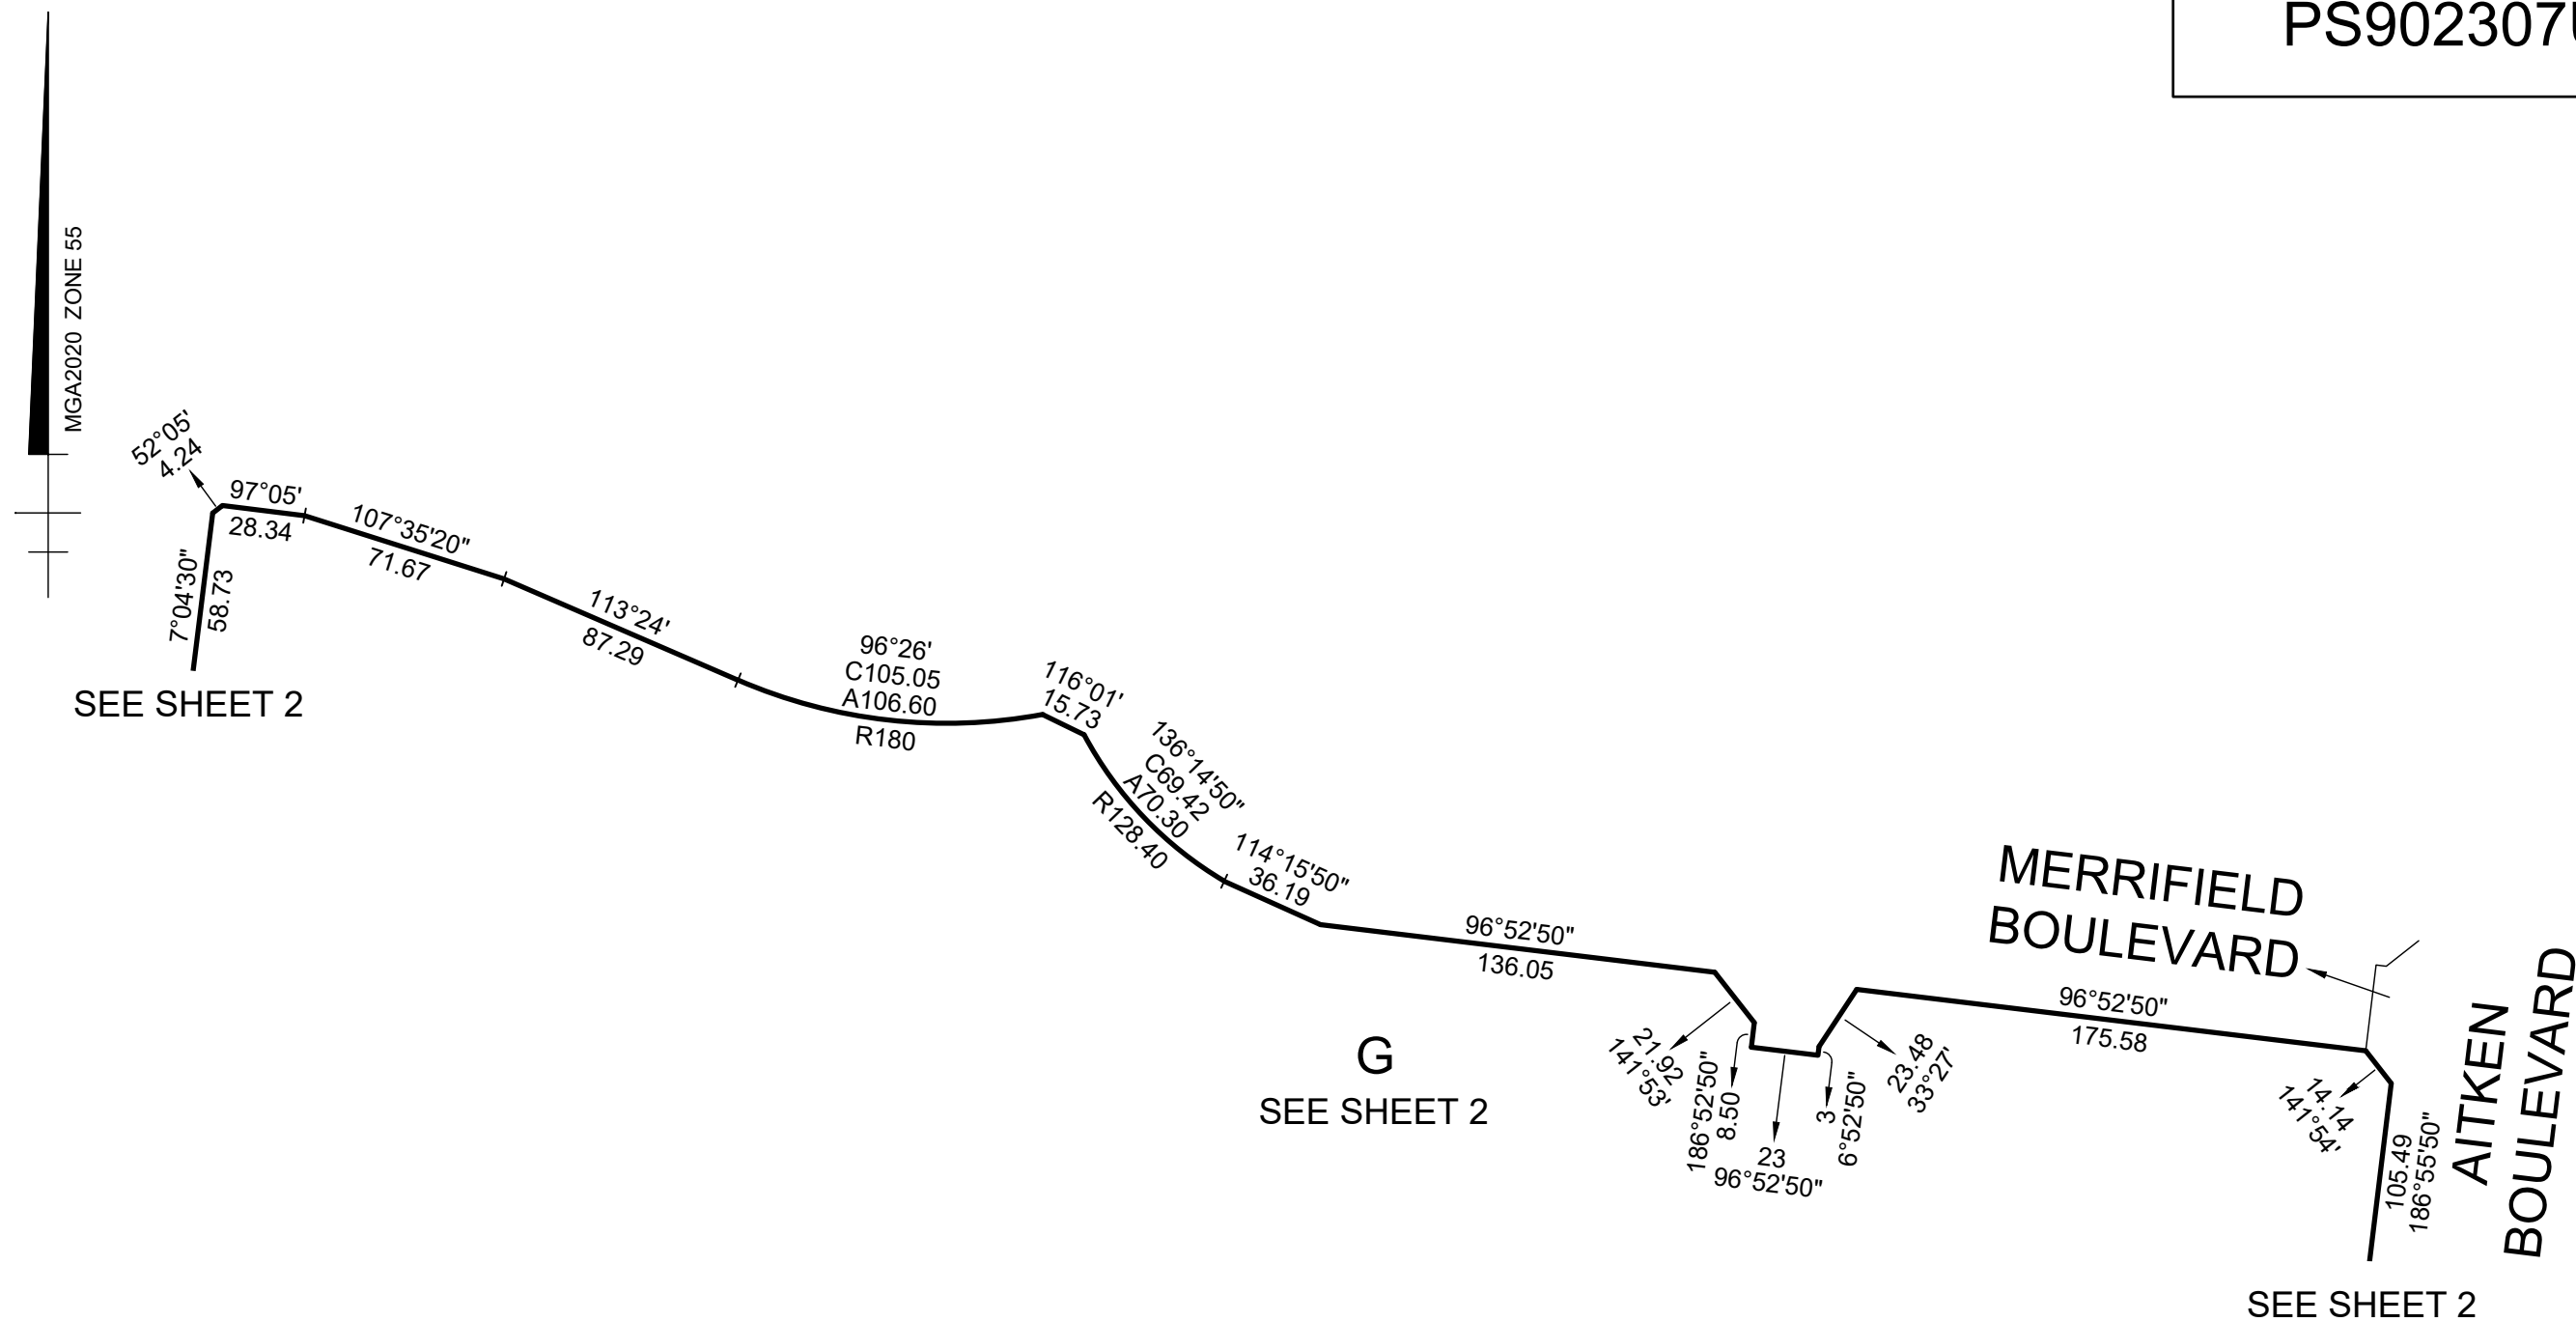 PS902307
MGA2020 ZONE 55
52°05'
4.24
97°05'
28.34
107°35'20"
71.67
7°04'30"
58.73
SEE SHEET 2
113°24'
87.29
96°26'
C105.05
A106.60
R180
116°01'
15.73
136°14'50"
C69.42
A70.30
R128.40
114°15'50"
36.19
96°52'50"
136.05
G
SEE SHEET 2
21.92
141°53'
186°52'50"
8.50
23
96°52'50"
3
6°52'50"
23.48
33°27'
MERRIFIELD
BOULEVARD
96°52'50"
175.58
14.14
141°54'
105.49
186°55'50"
AITKEN
BOULEVARD
SEE SHEET 2